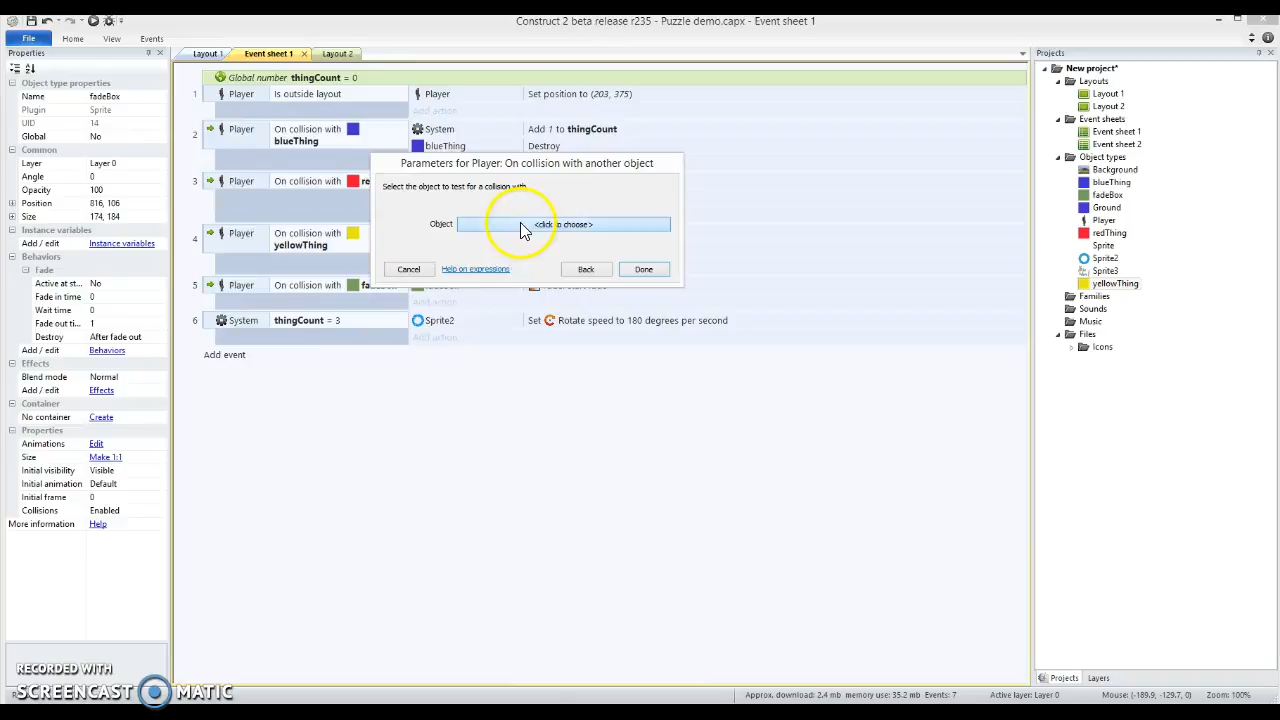 Construct 2 beta release r235 - Puzzle demo.capx - Event sheet 1
File Home View Events
Properties
Layout 1 Event sheet 1 Layout 2
Projects
Object type properties
Name fadeBox
Plugin Sprite
UID 14
Global No
Common
Layer Layer 0
Angle 0
Opacity 100
Position 816, 106
Size 174, 184
Instance variables
Add / edit Instance variables
Behaviors
Fade
Active at st... No
Fade in time 0
Wait time 0
Fade out ti... 1
Destroy After fade out
Add / edit Behaviors
Effects
Blend mode Normal
Add / edit Effects
Container
No container Create
Properties
Animations Edit
Size Make 1:1
Initial visibility Visible
Initial animation Default
Initial frame 0
Collisions Enabled
More information Help
Global number thingCount = 0
1 Player Is outside layout Player Set position to (203, 375)
Add action
2 Player On collision with blueThing System Add 1 to thingCount
blueThing Destroy
3 Player On collision with re
4 Player On collision with yellowThing
5 Player On collision with
Add action
6 System thingCount = 3 Sprite2 Set Rotate speed to 180 degrees per second
Add action
Add event
Parameters for Player: On collision with another object
Select the object to test for a collision with.
Object <click to choose>
Cancel Help on expressions Back Done
New project*
Layouts
Layout 1
Layout 2
Event sheets
Event sheet 1
Event sheet 2
Object types
Background
blueThing
fadeBox
Ground
Player
redThing
Sprite
Sprite2
Sprite3
yellowThing
Families
Sounds
Music
Files
Icons
Projects Layers
RECORDED WITH
SCREENCAST MATIC
Approx. download: 2.4 mb memory use: 35.2 mb Events: 7 Active layer: Layer 0 Mouse: (-189.9, -129.7, 0) Zoom: 100%